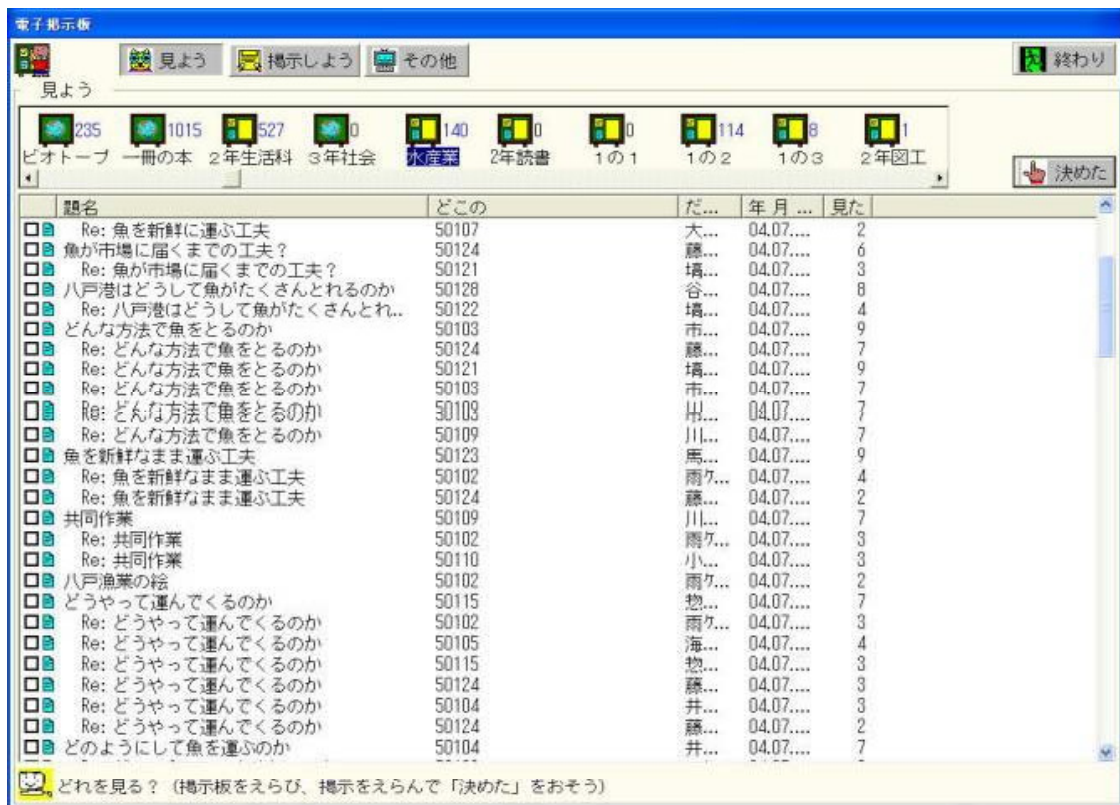 電子掲示板
見よう 掲示しよう その他 終わり
見よう
235 1015 527 0 140 0 0 114 8 1
ビオトープ 一冊の本 2年生活科 3年社会 水産業 2年読書 1の1 1の2 1の3 2年図工
決めた
題名 どこの だ... 年 月 ... 見た
Re: 魚を新鮮に運ぶ工夫 50107 大... 04.07.... 2
魚が市場に届くまでの工夫? 50124 藤... 04.07.... 6
Re: 魚が市場に届くまでの工夫? 50121 塙... 04.07.... 3
八戸港はどうして魚がたくさんとれるのか 50128 谷... 04.07.... 8
Re: 八戸港はどうして魚がたくさんとれ.. 50122 塙... 04.07.... 4
どんな方法で魚をとるのか 50103 市... 04.07.... 9
Re: どんな方法で魚をとるのか 50124 藤... 04.07.... 7
Re: どんな方法で魚をとるのか 50121 塙... 04.07.... 9
Re: どんな方法で魚をとるのか 50103 市... 04.07.... 7
Re: どんな方法で魚をとるのか 04.07.... 7
Re: どんな方法で魚をとるのか 50109 川... 04.07.... 7
魚を新鮮なまま運ぶ工夫 50123 馬... 04.07.... 9
Re: 魚を新鮮なまま運ぶ工夫 50102 雨ケ... 04.07.... 4
Re: 魚を新鮮なまま運ぶ工夫 50124 藤... 04.07.... 2
共同作業 50109 川... 04.07.... 7
Re: 共同作業 50102 雨ケ... 04.07.... 3
Re: 共同作業 50110 小... 04.07.... 3
八戸漁業の絵 50102 雨ケ... 04.07.... 2
どうやって運んでくるのか 50115 惣... 04.07.... 7
Re: どうやって運んでくるのか 50102 雨ケ... 04.07.... 3
Re: どうやって運んでくるのか 50105 海... 04.07.... 4
Re: どうやって運んでくるのか 50115 惣... 04.07.... 3
Re: どうやって運んでくるのか 50124 藤... 04.07.... 3
Re: どうやって運んでくるのか 50104 井... 04.07.... 3
Re: どうやって運んでくるのか 50124 藤... 04.07.... 2
どのようにして魚を運ぶのか 50104 井... 04.07.... 7
どれを見る?(掲示板をえらび、掲示をえらんで「決めた」をおそう)